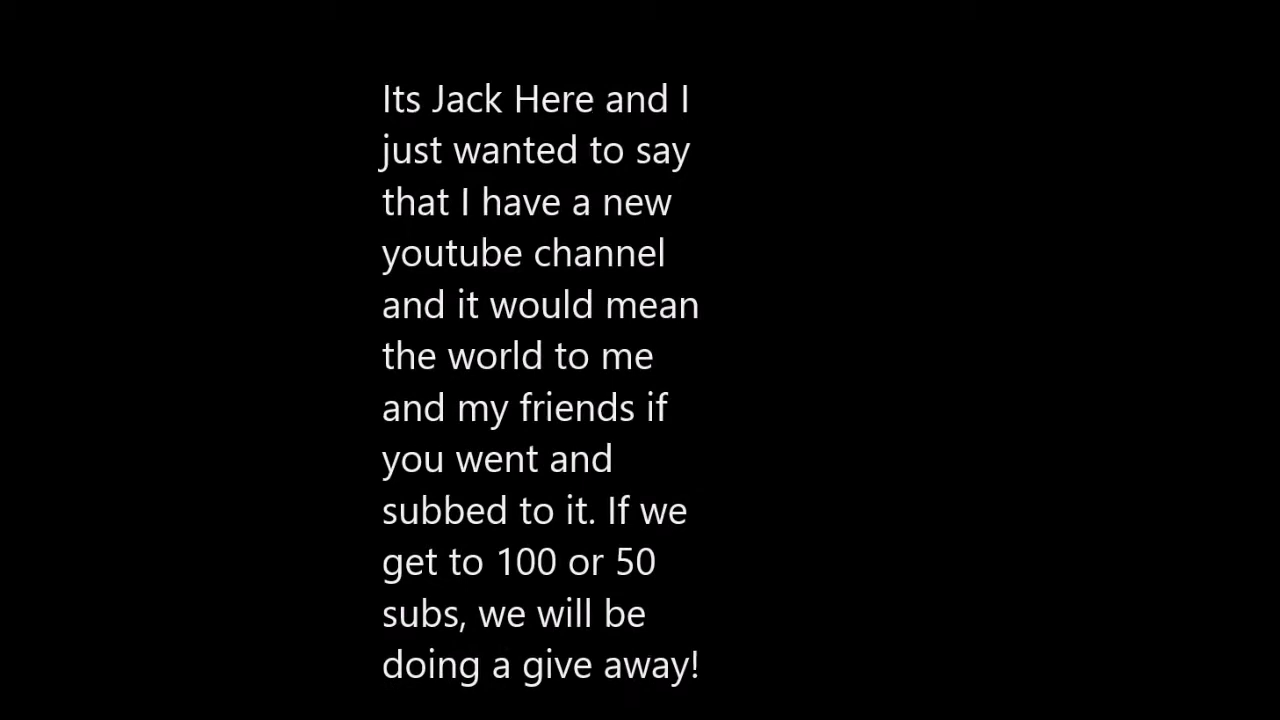 Its Jack Here and I
just wanted to say
that I have a new
youtube channel
and it would mean
the world to me
and my friends if
you went and
subbed to it. If we
get to 100 or 50
subs, we will be
doing a give away!